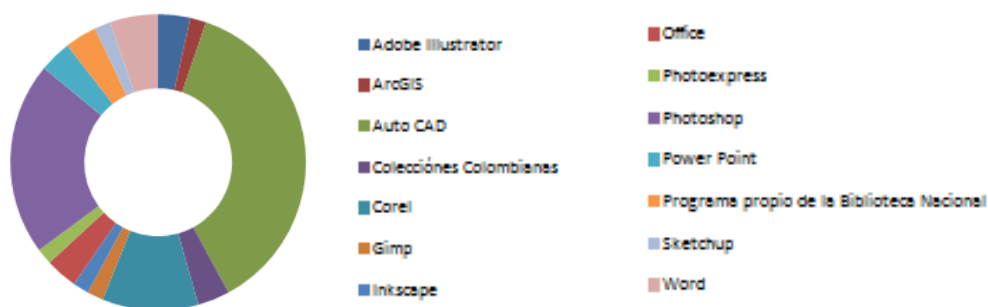 Adobe Illustrator
ArcGIS
Auto CAD
Colecciónes Colombianas
Corel
Gimp
Inkscape
Office
Photoexpress
Photoshop
Power Point
Programa propio de la Biblioteca Nacional
Sketchup
Word